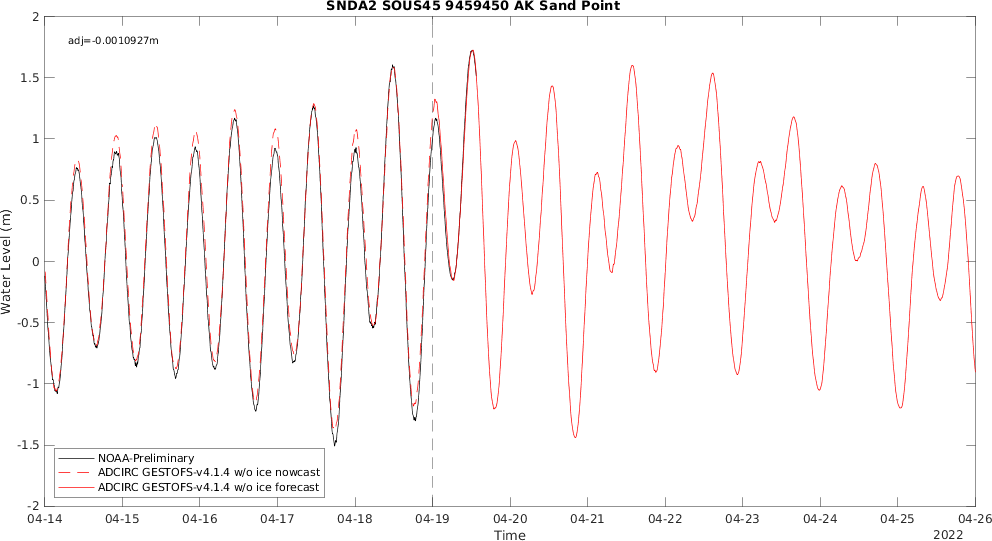 SNDA2 SOUS45 9459450 AK Sand Point
adj=-0.0010927m
2
1.5
1
0.5
0
-0.5
-1
-1.5
-2
Water Level (m)
NOAA-Preliminary
ADCIRC GESTOFS-v4.1.4 w/o ice nowcast
ADCIRC GESTOFS-v4.1.4 w/o ice forecast
04-14 04-15 04-16 04-17 04-18 04-19 04-20 04-21 04-22 04-23 04-24 04-25 04-26
Time
2022